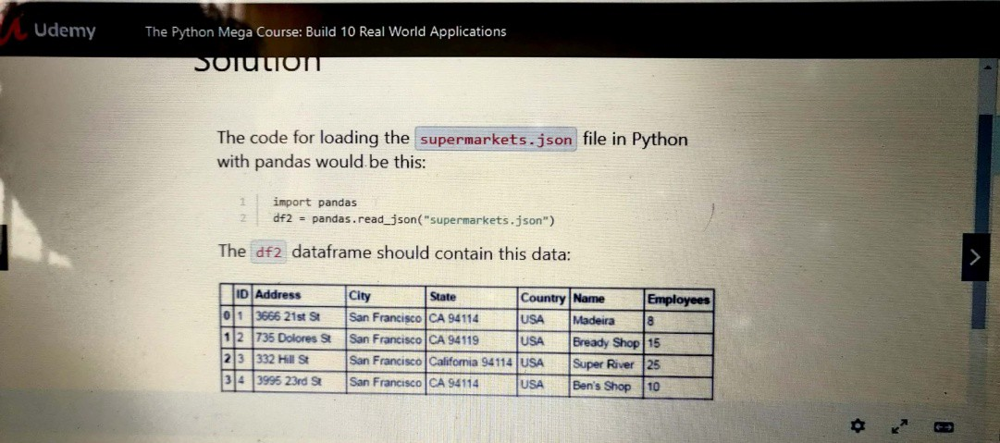 Udemy The Python Mega Course: Build 10 Real World Applications
Solution
The code for loading the supermarkets.json file in Python
with pandas would be this:
1 import pandas
2 df2 = pandas.read_json("supermarkets.json")
The df2 dataframe should contain this data:
ID Address City State Country Name Employees
0 1 3666 21st St San Francisco CA 94114 USA Madeira 8
1 2 735 Dolores St San Francisco CA 94119 USA Bready Shop 15
2 3 332 Hill St San Francisco California 94114 USA Super River 25
3 4 3995 23rd St San Francisco CA 94114 USA Ben's Shop 10